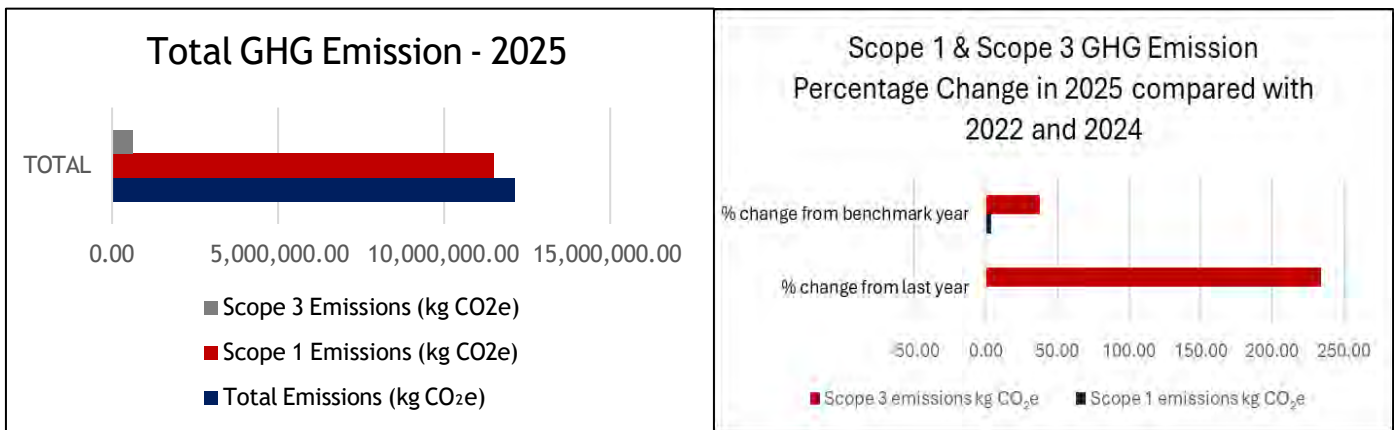 Total GHG Emission - 2025
TOTAL
0.00 5,000,000.00 10,000,000.00 15,000,000.00
Scope 3 Emissions (kg CO2e)
Scope 1 Emissions (kg CO2e)
Total Emissions (kg CO₂e)
Scope 1 & Scope 3 GHG Emission
Percentage Change in 2025 compared with
2022 and 2024
% change from benchmark year
% change from last year
-50.00 0.00 50.00 100.00 150.00 200.00 250.00
Scope 3 emissions kg CO₂e Scope 1 emissions kg CO₂e